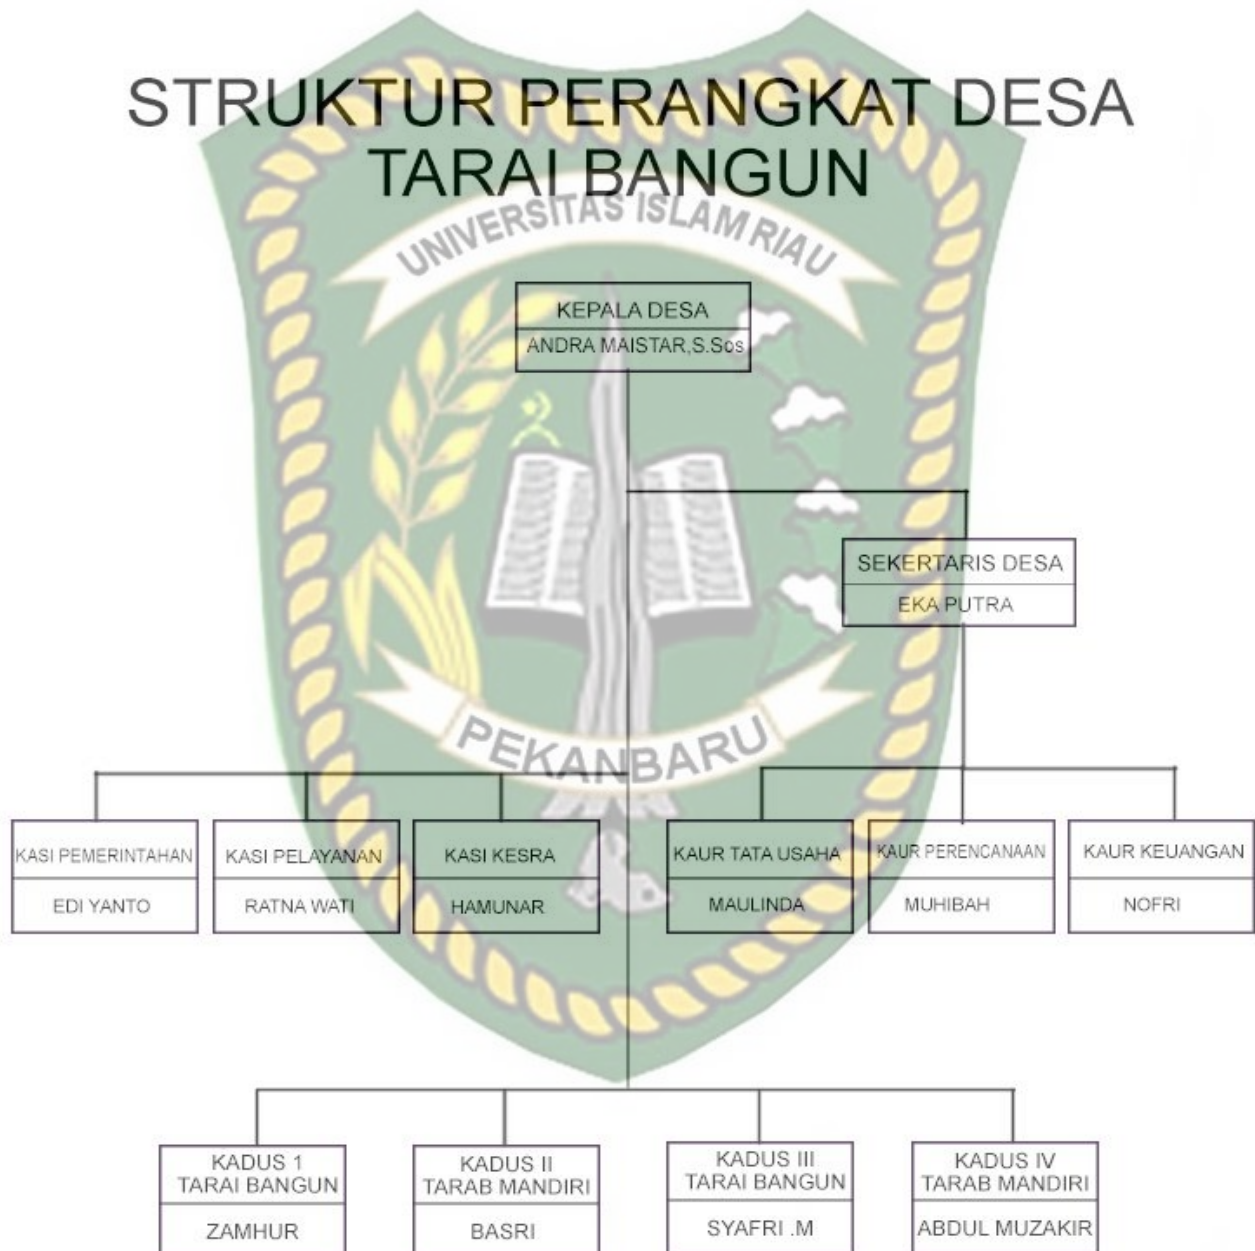 STRUKTUR PERANGKAT DESA
TARAI BANGUN
UNIVERSITAS ISLAM RIAU
KEPALA DESA
ANDRA MAISTAR,S.Sos
SEKERTARIS DESA
EKA PUTRA
PEKANBARU
KASI PEMERINTAHAN
EDI YANTO
KASI PELAYANAN
RATNA WATI
KASI KESRA
HAMUNAR
KAUR TATA USAHA
MAULINDA
KAUR PERENCANAAN
MUHIBAH
KAUR KEUANGAN
NOFRI
KADUS 1
TARAI BANGUN
ZAMHUR
KADUS II
TARAB MANDIRI
BASRI
KADUS III
TARAI BANGUN
SYAFRI .M
KADUS IV
TARAB MANDIRI
ABDUL MUZAKIR